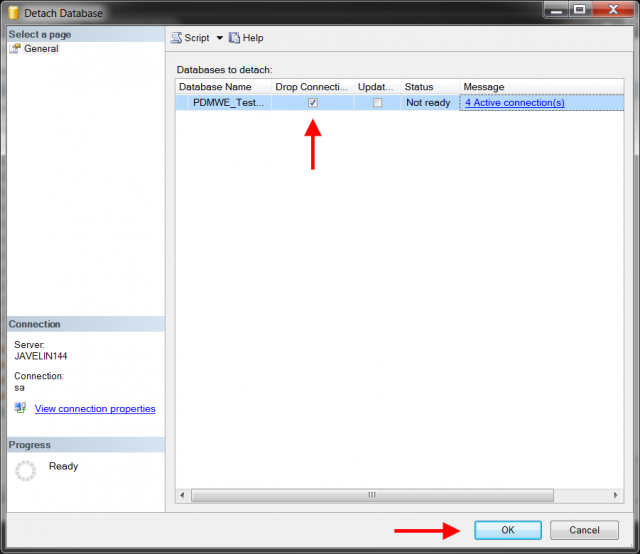 Detach Database
Select a page
General
Script
Help
Databases to detach:
Database Name Drop Connecti... Updat... Status Message
PDMWE_Test... Not ready 4 Active connection(s)
Connection
Server:
JAVELIN144
Connection:
sa
View connection properties
Progress
Ready
OK
Cancel